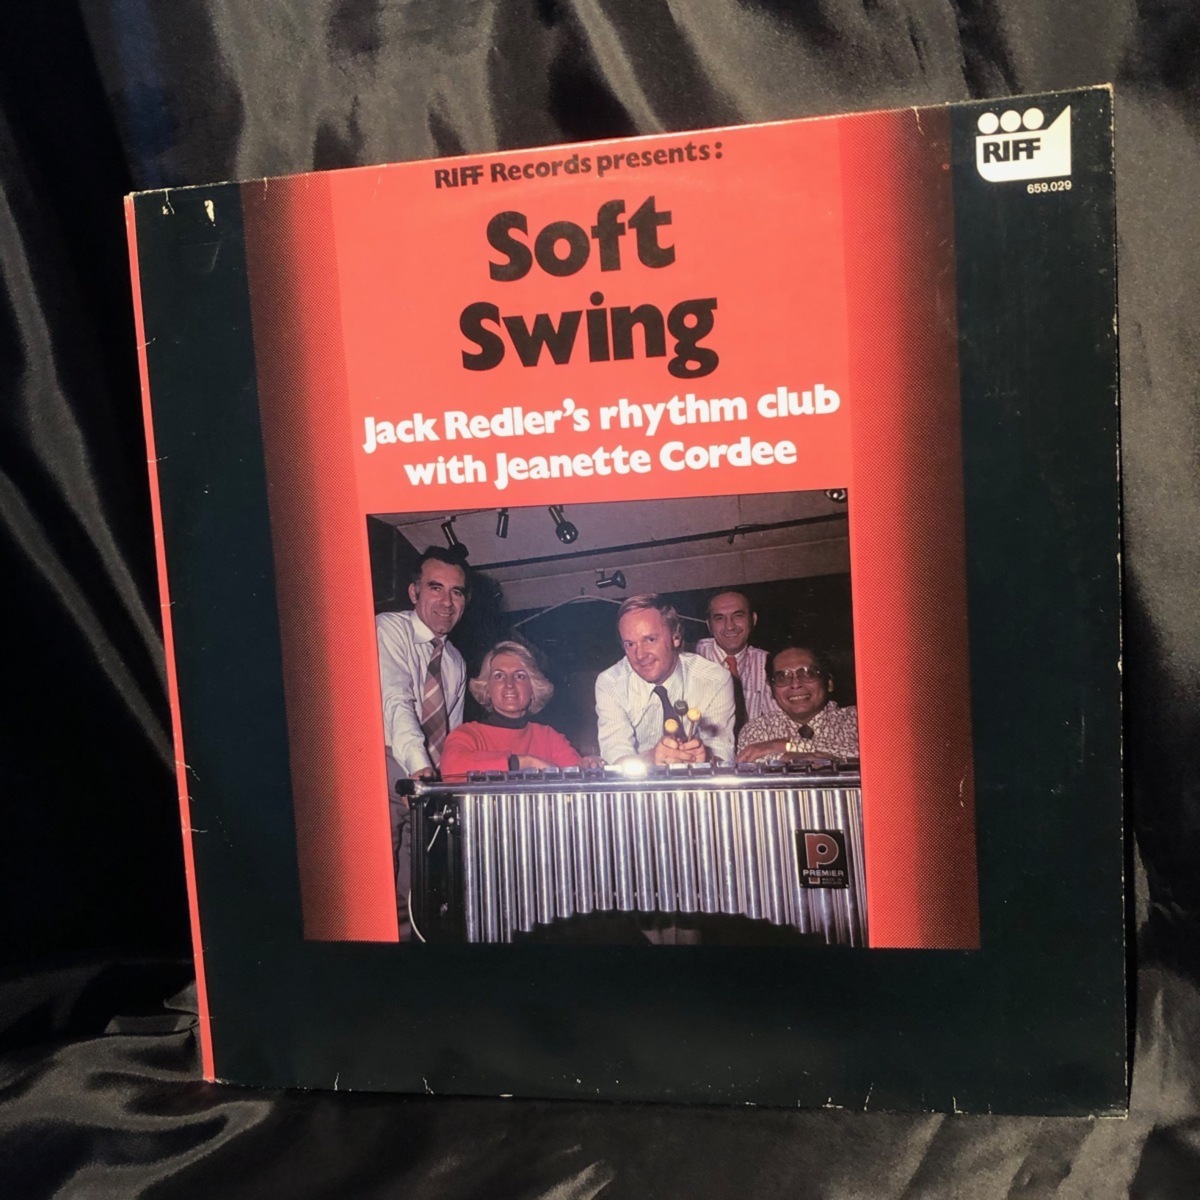 RIFF Records presents:
RIFF
659.029
Soft
Swing
Jack Redler's rhythm club
with Jeanette Cordee
P
PREMIER